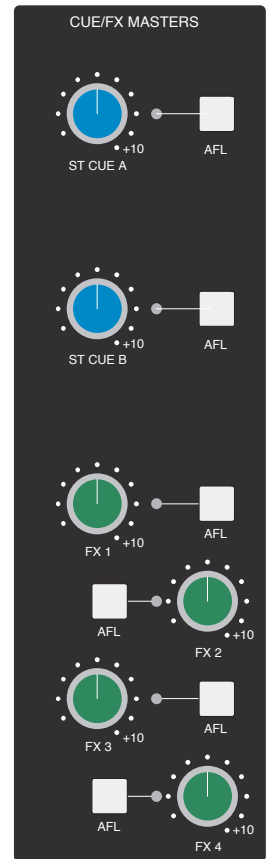 CUE/FX MASTERS
+10
AFL
ST CUE A
+10
AFL
ST CUE B
+10
AFL
FX 1
AFL
+10
FX 2
+10
AFL
FX 3
AFL
+10
FX 4